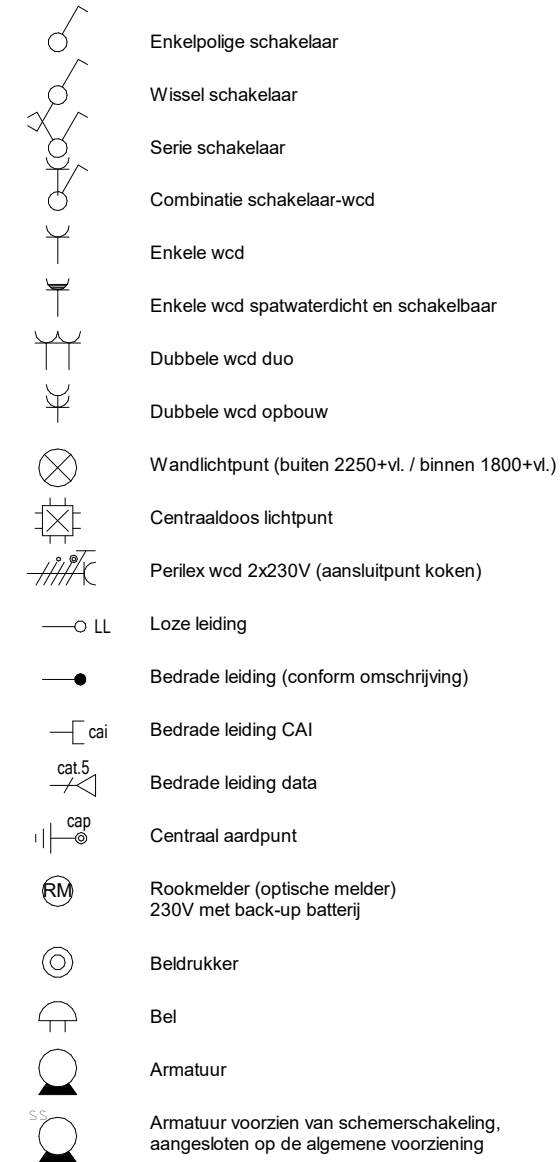 Enkelpolige schakelaar
Wissel schakelaar
Serie schakelaar
Combinatie schakelaar-wcd
Enkele wcd
Enkele wcd spatwaterdicht en schakelbaar
Dubbele wcd duo
Dubbele wcd opbouw
Wandlichtpunt (buiten 2250+vl. / binnen 1800+vl.)
Centraaldoos lichtpunt
Perilex wcd 2x230V (aansluitpunt koken)
LL Loze leiding
Bedrade leiding (conform omschrijving)
cai Bedrade leiding CAI
cat.5
Bedrade leiding data
cap
Centraal aardpunt
RM Rookmelder (optische melder)
230V met back-up batterij
Beldrukker
Bel
Armatuur
SS
Armatuur voorzien van schemerschakeling,
aangesloten op de algemene voorziening